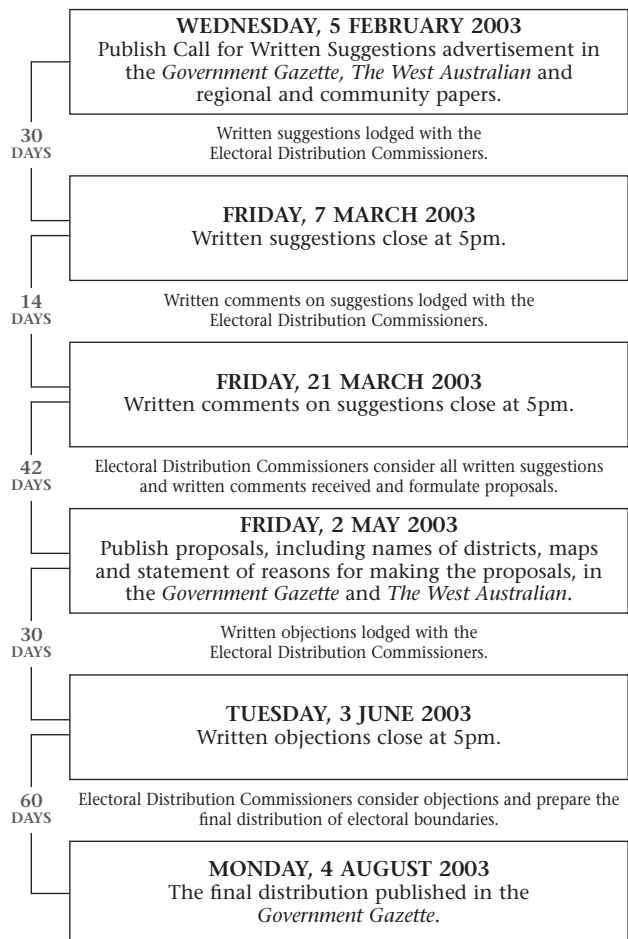 WEDNESDAY, 5 FEBRUARY 2003
Publish Call for Written Suggestions advertisement in
the Government Gazette, The West Australian and
regional and community papers.
30
DAYS
Written suggestions lodged with the
Electoral Distribution Commissioners.
FRIDAY, 7 MARCH 2003
Written suggestions close at 5pm.
14
DAYS
Written comments on suggestions lodged with the
Electoral Distribution Commissioners.
FRIDAY, 21 MARCH 2003
Written comments on suggestions close at 5pm.
42
DAYS
Electoral Distribution Commissioners consider all written suggestions
and written comments received and formulate proposals.
FRIDAY, 2 MAY 2003
Publish proposals, including names of districts, maps
and statement of reasons for making the proposals, in
the Government Gazette and The West Australian.
30
DAYS
Written objections lodged with the
Electoral Distribution Commissioners.
TUESDAY, 3 JUNE 2003
Written objections close at 5pm.
60
DAYS
Electoral Distribution Commissioners consider objections and prepare the
final distribution of electoral boundaries.
MONDAY, 4 AUGUST 2003
The final distribution published in the
Government Gazette.